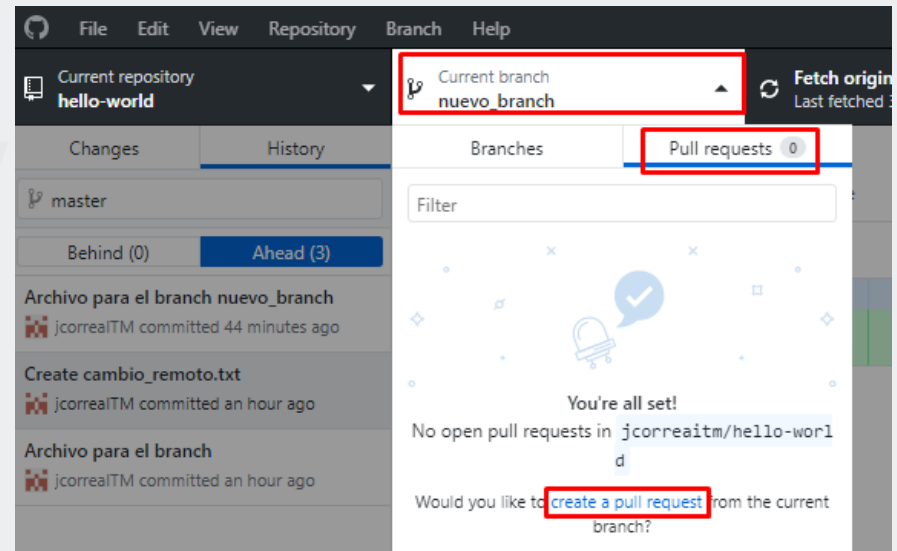 File Edit View Repository Branch Help
Current repository
hello-world
Current branch
nuevo_branch
Fetch origin
Last fetched
Changes
History
Branches
Pull requests 0
master
Filter
Behind (0)
Ahead (3)
Archivo para el branch nuevo_branch
jcorrealTM committed 44 minutes ago
Create cambio_remoto.txt
jcorrealTM committed an hour ago
Archivo para el branch
jcorrealTM committed an hour ago
You're all set!
No open pull requests in jcorreaitm/hello-worl
d
Would you like to create a pull request from the current
branch?